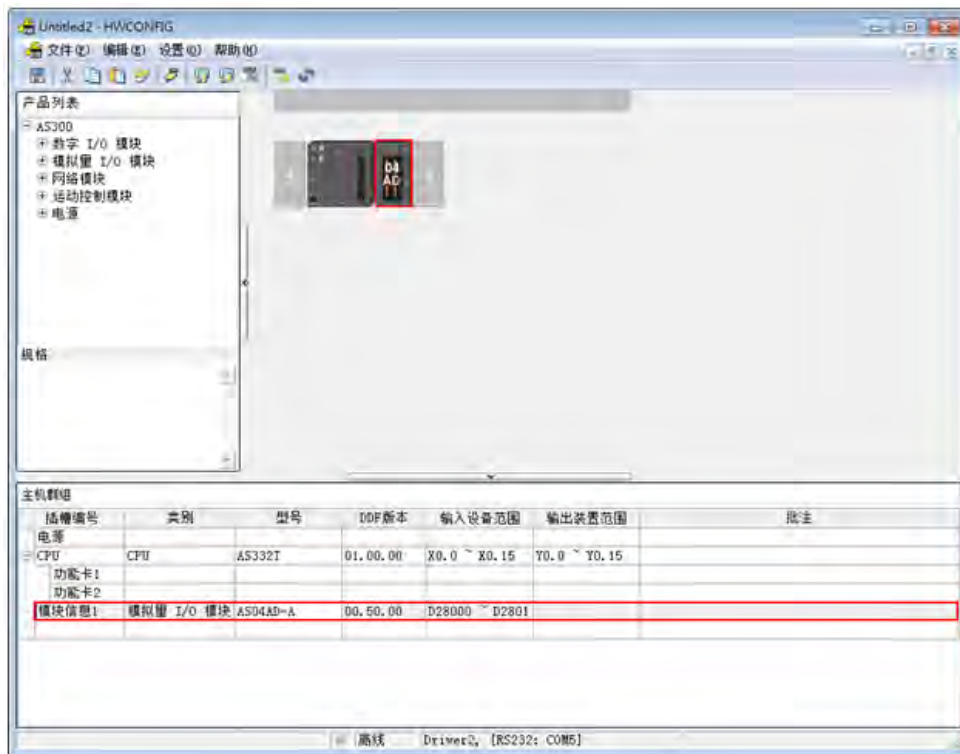 Untitled2 - HWCONFIG
文件(F) 编辑(E) 设置(O) 帮助(H)
产品列表
AS300
数字 I/O 模块
模拟量 I/O 模块
网络模块
运动控制模块
电源
04
AD
规格
主机群组
插槽编号 类别 型号 DDF版本 输入设备范围 输出装置范围 批注
电源
CPU CPU AS332T 01.00.00 X0.0 ~ X0.15 Y0.0 ~ Y0.15
功能卡1
功能卡2
模块信息1 模拟量 I/O 模块 AS04AD-A 00.50.00 D28000 ~ D2801
离线 Driver2, [RS232: COM5]